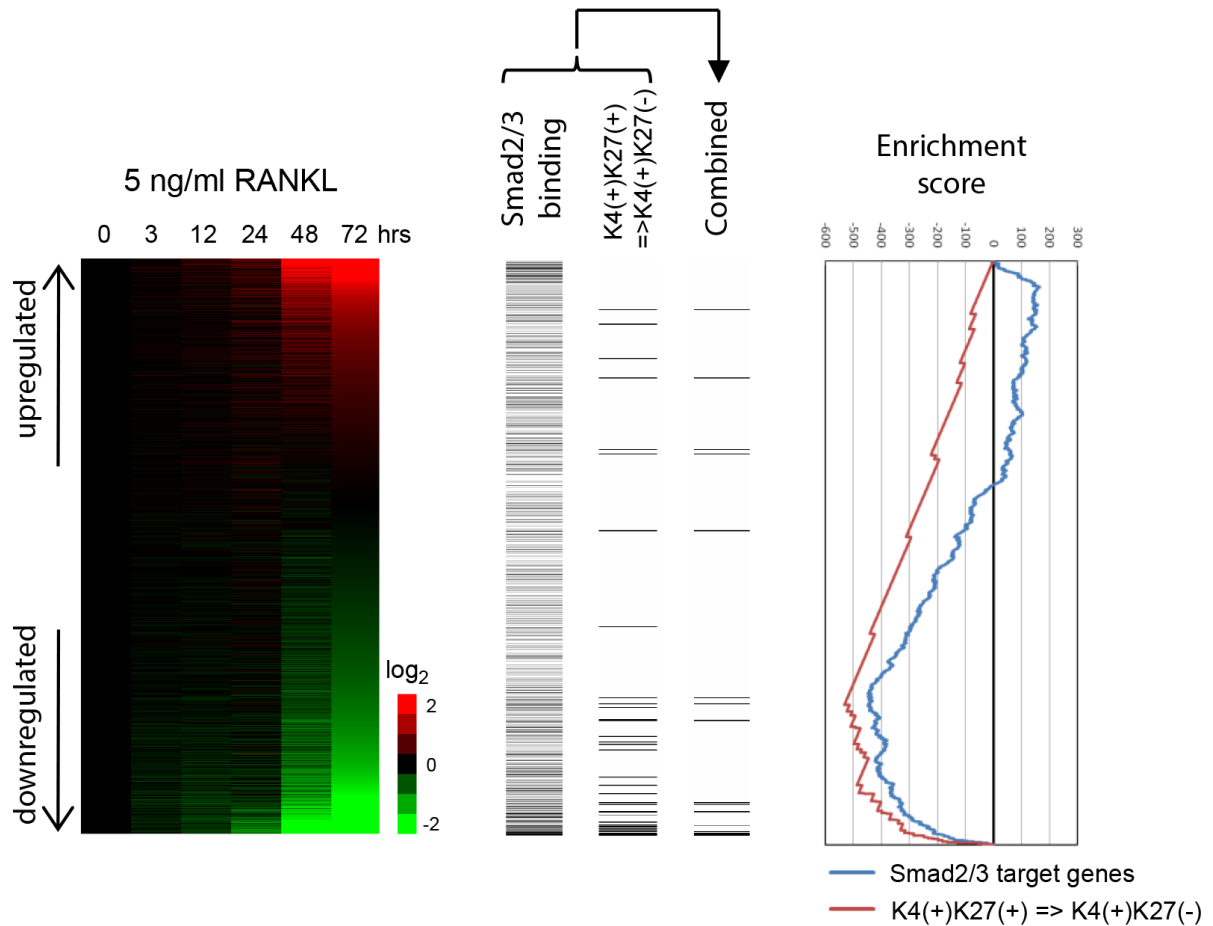 5 ng/ml RANKL
0 3 12 24 48 72 hrs
upregulated
downregulated
log2
2
0
-2
Smad2/3
binding
K4(+)K27(+)
=>K4(+)K27(-)
Combined
Enrichment
score
-600 -500 -400 -300 -200 -100 0 100 200 300
Smad2/3 target genes
K4(+)K27(+) => K4(+)K27(-)